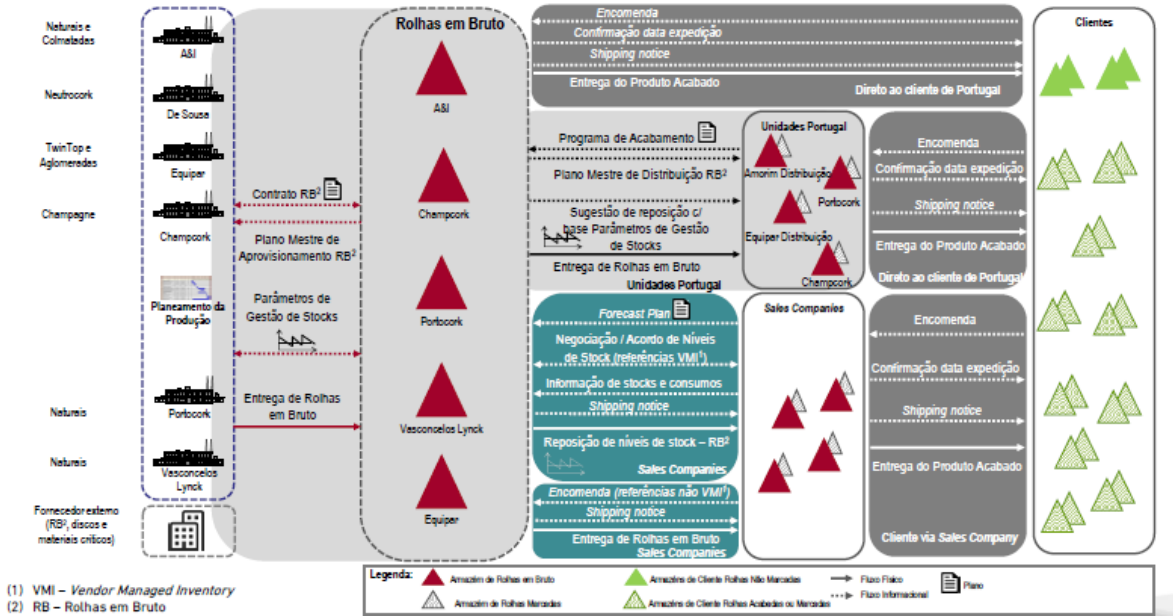 Naturais e
Colmatadas
A&I
Neutrocork
De Sousa
TwinTop e
Aglomeradas
Equipar
Champagne
Champcork
Planeamento da
Produção
Naturais
Portocork
Naturais
Vasconcelos
Lynck
Fornecedor externo
(RB², discos e
materiais críticos)
Contrato RB²
Plano Mestre de
Aprovisionamento RB²
Parâmetros de
Gestão de Stocks
Entrega de Rolhas
em Bruto
Rolhas em Bruto
A&I
Champcork
Portocork
Vasconcelos Lynck
Equipar
Encomenda
Confirmação data expedição
Shipping notice
Entrega do Produto Acabado
Direto ao cliente de Portugal
Programa de Acabamento
Plano Mestre de Distribuição RB²
Sugestão de reposição c/
base Parâmetros de Gestão
de Stocks
Entrega de Rolhas em Bruto
Unidades Portugal
Unidades Portugal
Amorim Distribuição
Portocork
Equipar Distribuição
Champcork
Encomenda
Confirmação data expedição
Shipping notice
Entrega do Produto Acabado
Direto ao cliente de Portugal
Forecast Plan
Negociação / Acordo de Níveis
de Stock (referências VMI¹)
Informação de stocks e consumos
Shipping notice
Reposição de níveis de stock – RB²
Sales Companies
Encomenda (referências não VMI¹)
Shipping notice
Entrega de Rolhas em Bruto
Sales Companies
Sales Companies
Encomenda
Confirmação data expedição
Shipping notice
Entrega do Produto Acabado
Cliente via Sales Company
Clientes
Legenda:
Armazém de Rolhas em Bruto
Armazéns de Cliente Rolhas Não Marcadas
Fluxo Físico
Plano
Armazém de Rolhas Marcadas
Armazéns de Cliente Rolhas Acabadas ou Marcadas
Fluxo Informacional
(1) VMI – Vendor Managed Inventory
(2) RB – Rolhas em Bruto